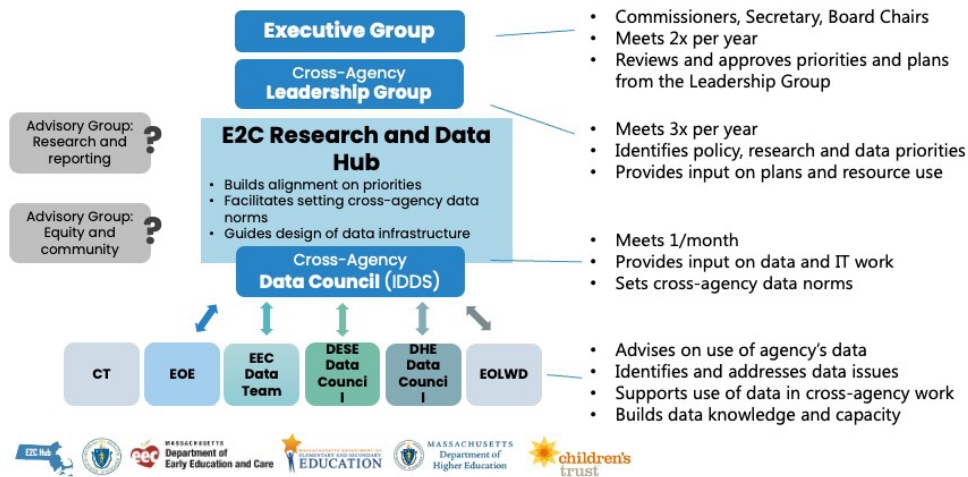 Executive Group
Cross-Agency
Leadership Group
E2C Research and Data
Hub
• Builds alignment on priorities
• Facilitates setting cross-agency data
norms
• Guides design of data infrastructure
Cross-Agency
Data Council (IDDS)
Advisory Group:
Research and
reporting
?
Advisory Group:
Equity and
community
?
• Commissioners, Secretary, Board Chairs
• Meets 2x per year
• Reviews and approves priorities and plans
from the Leadership Group
• Meets 3x per year
• Identifies policy, research and data priorities
• Provides input on plans and resource use
• Meets 1/month
• Provides input on data and IT work
• Sets cross-agency data norms
CT
EOE
EEC
Data
Team
DESE
Data
Counci
l
DHE
Data
Counci
l
EOLWD
• Advises on use of agency's data
• Identifies and addresses data issues
• Supports use of data in cross-agency work
• Builds data knowledge and capacity
E2C Hub
eec
MASSACHUSETTS
Department of
Early Education and Care
MASSACHUSETTS DEPARTMENT OF
ELEMENTARY AND SECONDARY
EDUCATION
MASSACHUSETTS
Department of
Higher Education
children's
trust